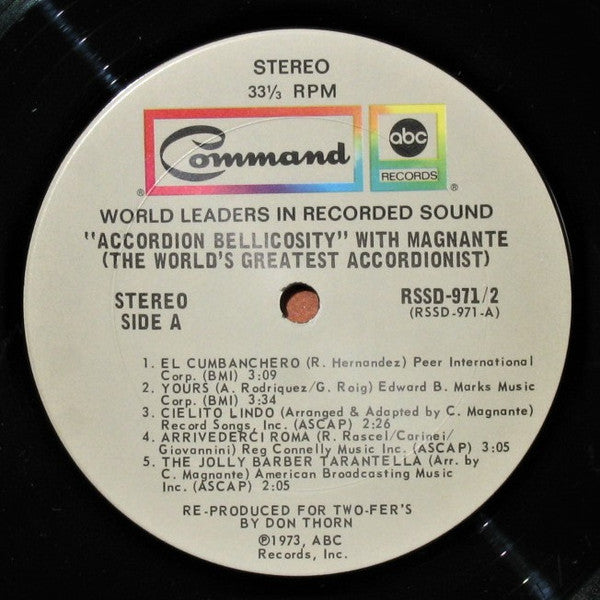 STEREO
33⅓ RPM
Command
abc
RECORDS
® ®
WORLD LEADERS IN RECORDED SOUND
"ACCORDION BELLICOSITY" WITH MAGNANTE
(THE WORLD'S GREATEST ACCORDIONIST)
STEREO
SIDE A
RSSD-971/2
(RSSD-971-A)
1. EL CUMBANCHERO (R. Hernandez) Peer International
Corp. (BMI) 3:09
2. YOURS (A. Rodriquez/G. Roig) Edward B. Marks Music
Corp. (BMI) 3:34
3. CIELITO LINDO (Arranged & Adapted by C. Magnante)
Record Songs, Inc. (ASCAP) 2:26
4. ARRIVEDERCI ROMA (R. Rascel/Carinei/
Giovannini) Reg Connelly Music Inc. (ASCAP) 3:05
5. THE JOLLY BARBER TARANTELLA (Arr. by
C. Magnante) American Broadcasting Music
Inc. (ASCAP) 2:05
RE-PRODUCED FOR TWO-FER'S
BY DON THORN
℗1973, ABC
Records, Inc.